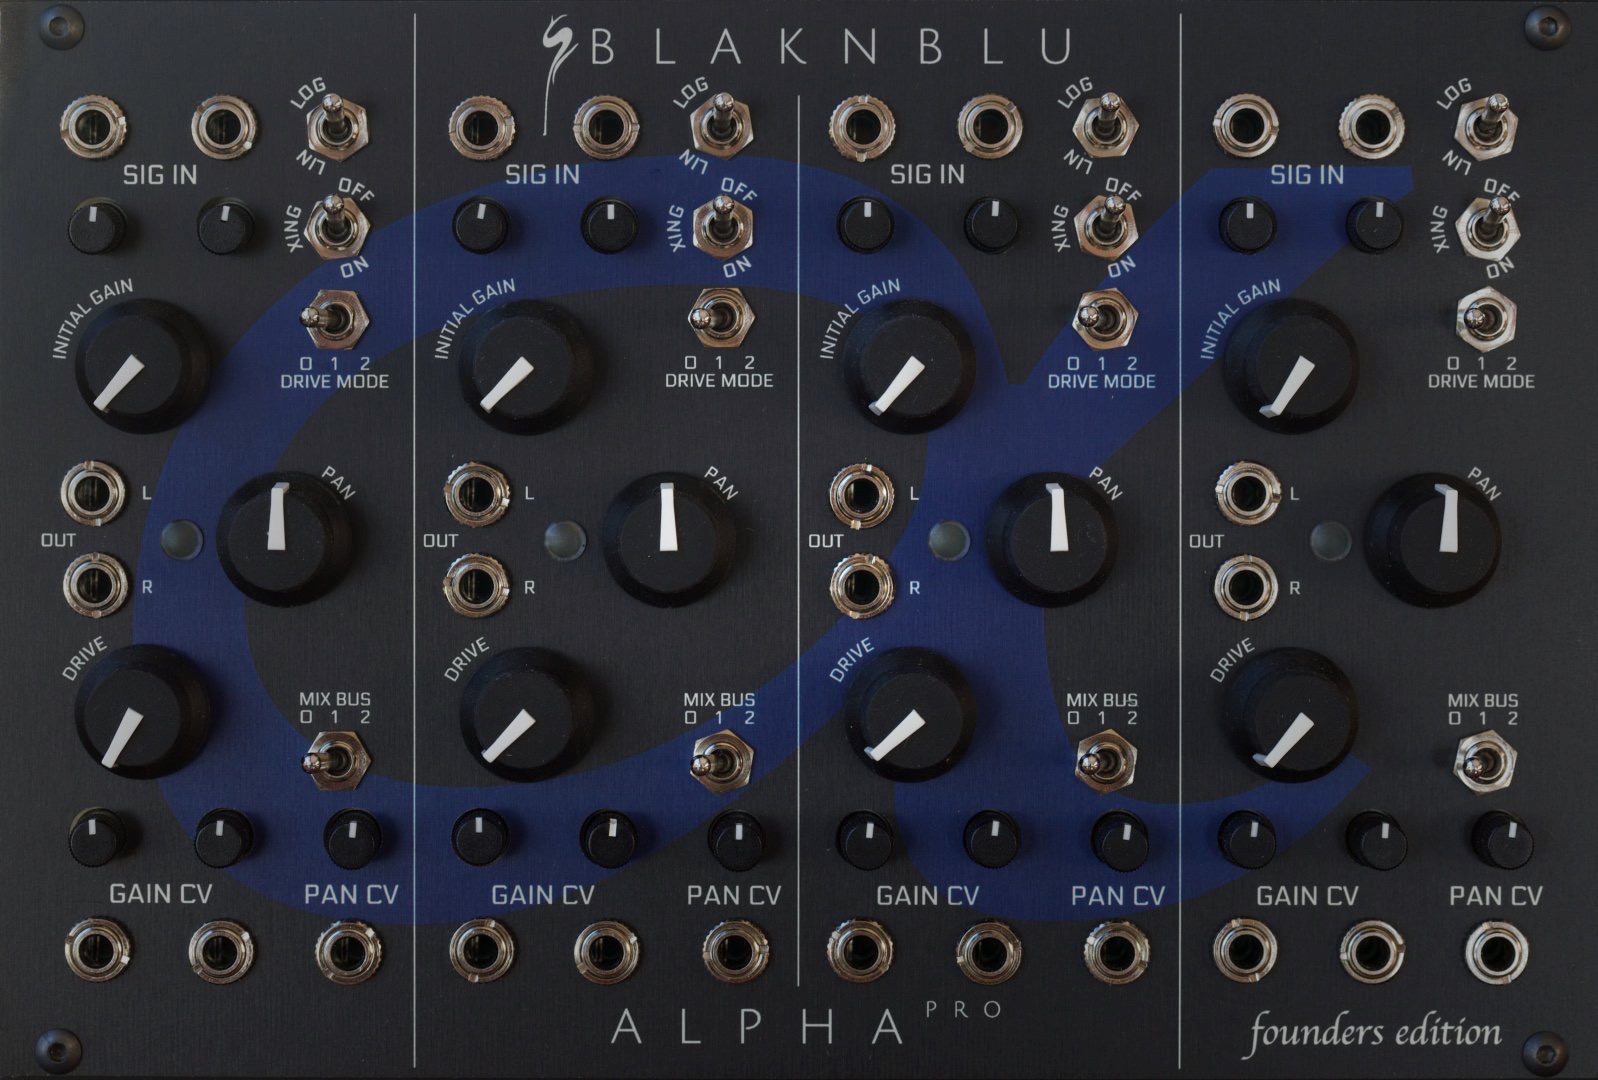 BLAKNBLU
LOG LOG LOG LOG
LIN LIN LIN LIN
SIG IN SIG IN SIG IN SIG IN
OFF OFF OFF OFF
XING XING XING XING
ON ON ON ON
INITIAL GAIN INITIAL GAIN INITIAL GAIN INITIAL GAIN
0 1 2 0 1 2 0 1 2 0 1 2
DRIVE MODE DRIVE MODE DRIVE MODE DRIVE MODE
PAN PAN PAN PAN
L L L L
OUT OUT OUT OUT
R R R R
DRIVE DRIVE DRIVE DRIVE
MIX BUS MIX BUS MIX BUS MIX BUS
0 1 2 0 1 2 0 1 2 0 1 2
GAIN CV PAN CV GAIN CV PAN CV GAIN CV PAN CV GAIN CV PAN CV
ALPHA PRO
founders edition